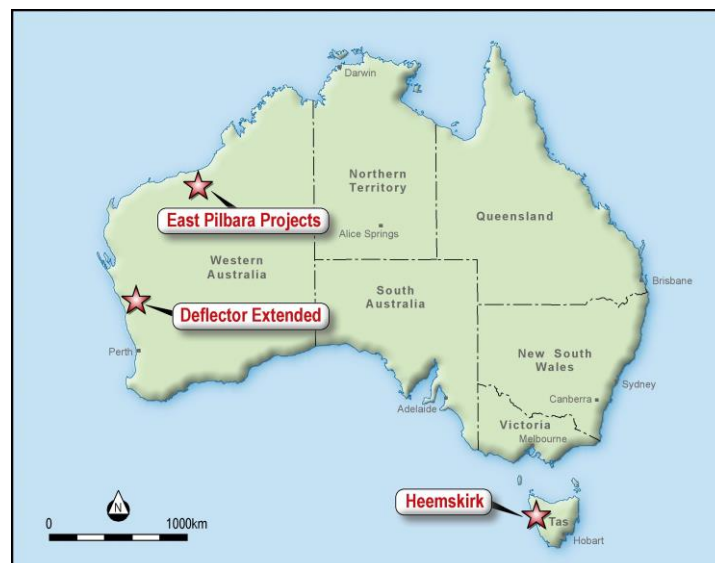 Darwin
Northern
Territory
East Pilbara Projects
Queensland
Alice Springs
Western
Australia
South
Australia
Brisbane
Deflector Extended
Perth
New South
Wales
Sydney
Canberra
Adelaide
Victoria
Melbourne
Heemskirk
Tas
Hobart
N
0 1000km